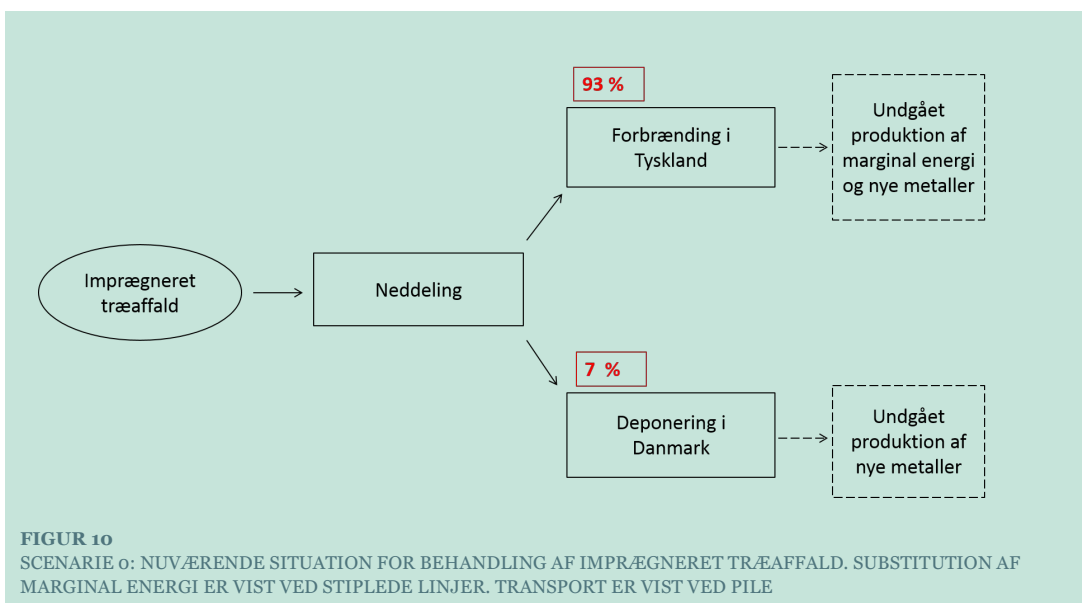 93 %
Forbrænding i
Tyskland
Undgået
produktion af
marginal energi
og nye metaller
Imprægneret
træaffald
Neddeling
7 %
Deponering i
Danmark
Undgået
produktion af
nye metaller
FIGUR 10
SCENARIE 0: NUVÆRENDE SITUATION FOR BEHANDLING AF IMPRÆGNERET TRÆAFFALD. SUBSTITUTION AF
MARGINAL ENERGI ER VIST VED STIPLEDE LINJER. TRANSPORT ER VIST VED PILE